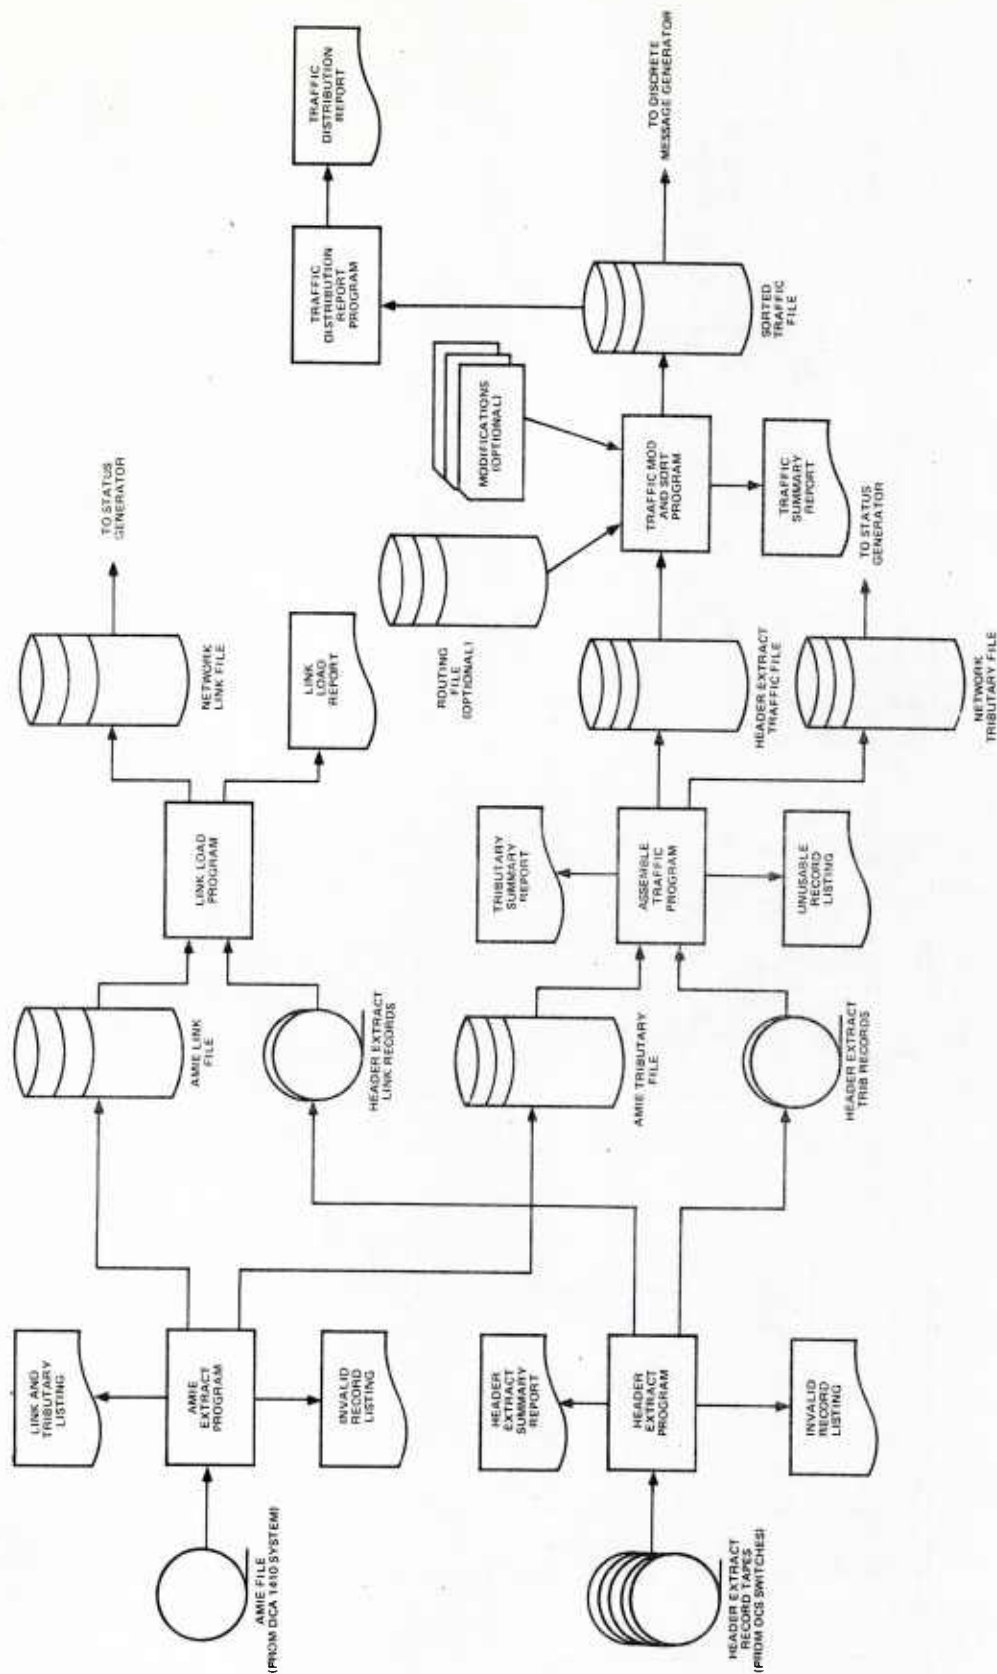 LINK AND
TRIBUTARY
LISTING
AMIE FILE
(FROM DCA 1410 SYSTEM)
AMIE
EXTRACT
PROGRAM
INVALID
RECORD
LISTING
HEADER
EXTRACT
SUMMARY
REPORT
HEADER EXTRACT
RECORD TAPES
(FROM DCS SWITCHES)
HEADER
EXTRACT
PROGRAM
INVALID
RECORD
LISTING
AMIE LINK
FILE
HEADER EXTRACT
LINK RECORDS
AMIE TRIBUTARY
FILE
HEADER EXTRACT
TRIB RECORDS
LINK LOAD
PROGRAM
TRIBUTARY
SUMMARY
REPORT
ASSEMBLE
TRAFFIC
PROGRAM
UNUSABLE
RECORD
LISTING
NETWORK
LINK FILE
TO STATUS
GENERATOR
LINK
LOAD
REPORT
ROUTING
FILE
(OPTIONAL)
HEADER EXTRACT
TRAFFIC FILE
NETWORK
TRIBUTARY FILE
TO STATUS
GENERATOR
MODIFICATIONS
(OPTIONAL)
TRAFFIC MOD
AND SORT
PROGRAM
TRAFFIC
SUMMARY
REPORT
TRAFFIC
DISTRIBUTION
REPORT
PROGRAM
SORTED
TRAFFIC
FILE
TRAFFIC
DISTRIBUTION
REPORT
TO DISCRETE
MESSAGE GENERATOR